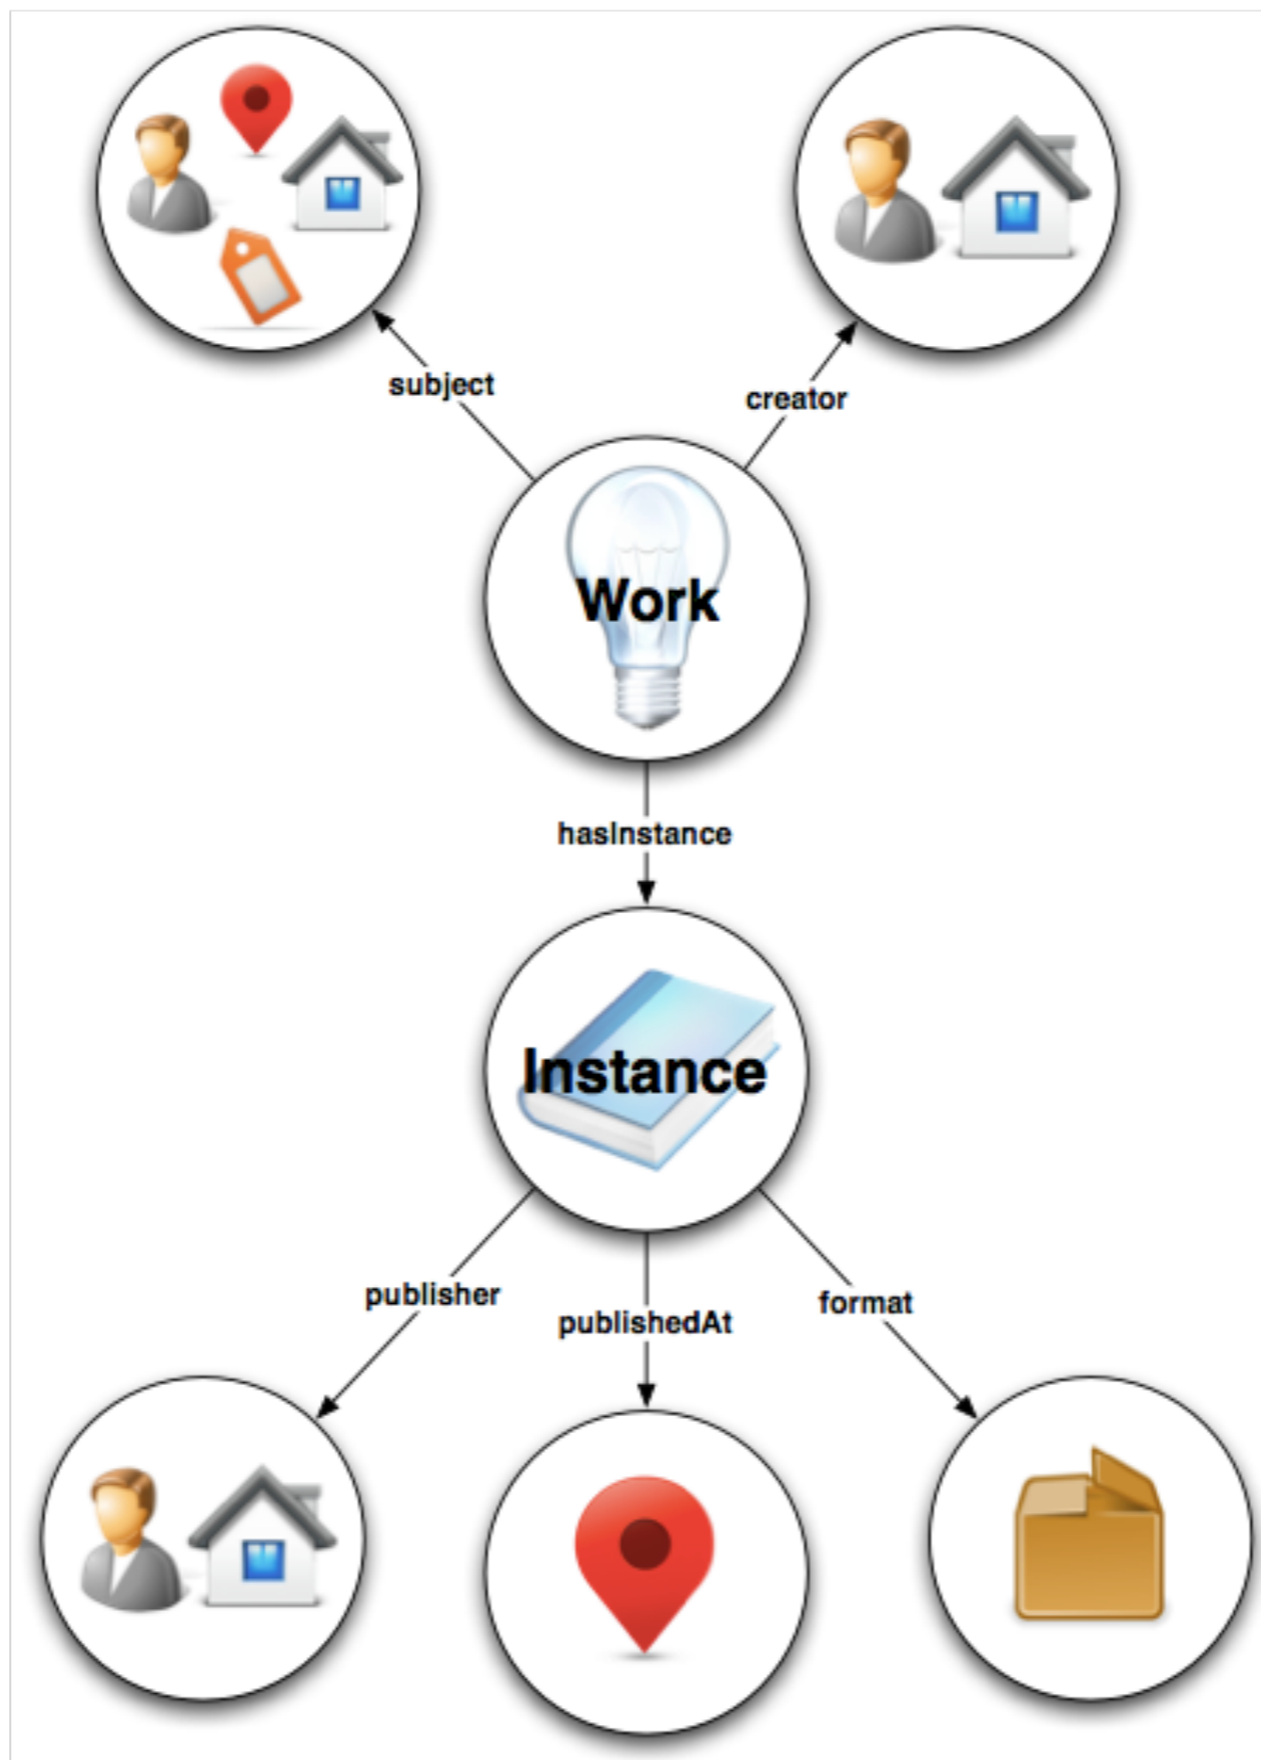 subject
creator
Work
hasInstance
Instance
publisher
publishedAt
format